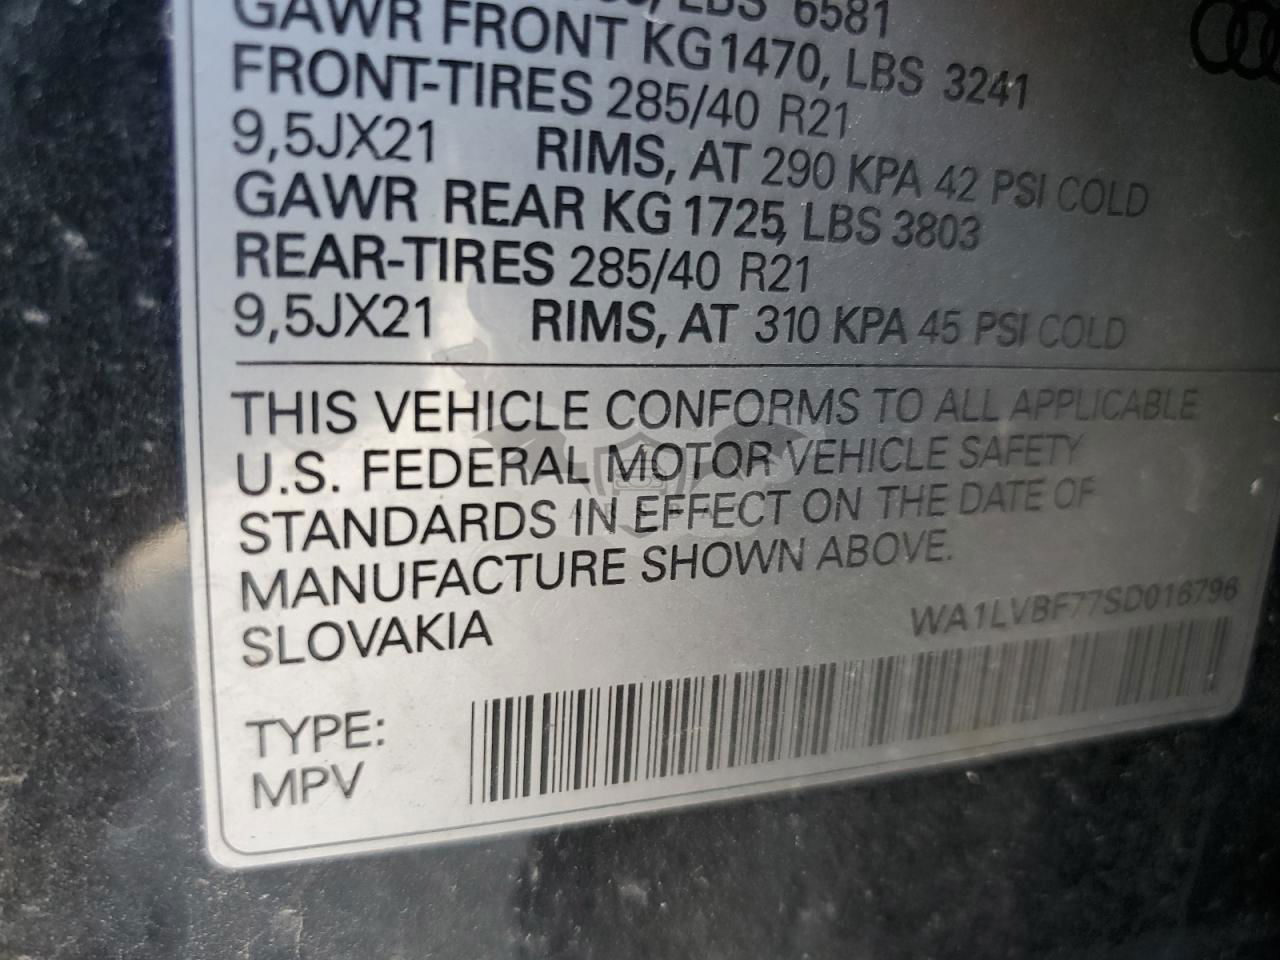 LBS 6581
GAWR FRONT KG1470, LBS 3241
FRONT-TIRES 285/40 R21
9,5JX21 RIMS, AT 290 KPA 42 PSI COLD
GAWR REAR KG1725, LBS 3803
REAR-TIRES 285/40 R21
9,5JX21 RIMS, AT 310 KPA 45 PSI COLD
THIS VEHICLE CONFORMS TO ALL APPLICABLE
U.S. FEDERAL MOTOR VEHICLE SAFETY
STANDARDS IN EFFECT ON THE DATE OF
MANUFACTURE SHOWN ABOVE.
SLOVAKIA
WA1LVBF77SD016796
TYPE:
MPV